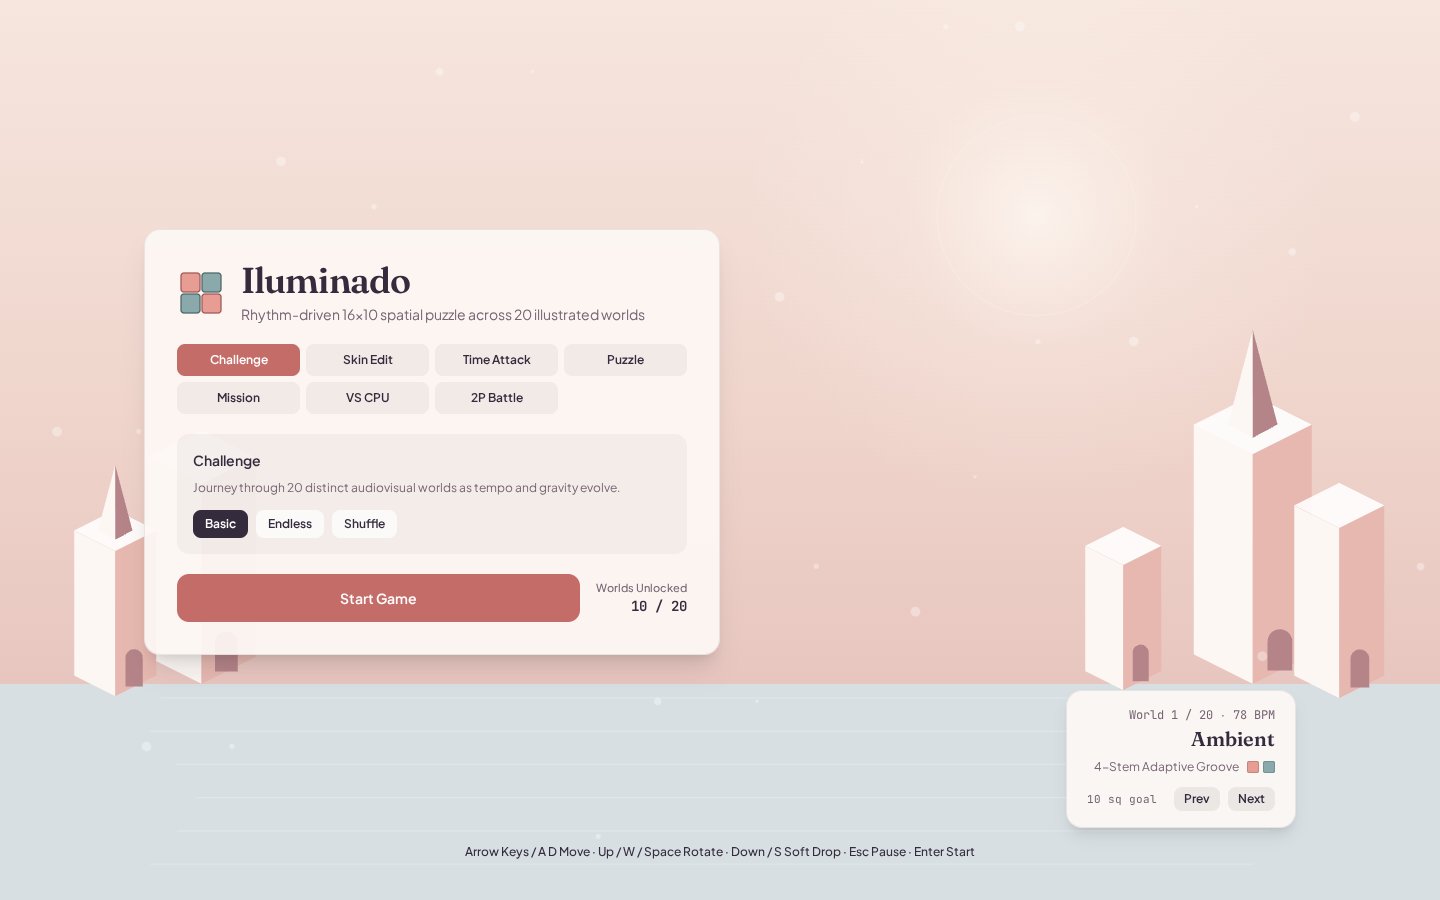 Iluminado
Rhythm-driven 16×10 spatial puzzle across 20 illustrated worlds
Challenge
Skin Edit
Time Attack
Puzzle
Mission
VS CPU
2P Battle
Challenge
Journey through 20 distinct audiovisual worlds as tempo and gravity evolve.
Basic
Endless
Shuffle
Start Game
Worlds Unlocked
10 / 20
World 1 / 20 · 78 BPM
Ambient
4-Stem Adaptive Groove
10 sq goal
Prev
Next
Arrow Keys / A D Move · Up / W / Space Rotate · Down / S Soft Drop · Esc Pause · Enter Start